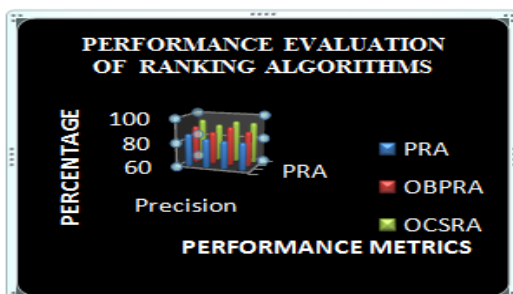 PERFORMANCE EVALUATION
OF RANKING ALGORITHMS
PERCENTAGE
100
80
60
PRA
Precision
PRA
OBPRA
OCSRA
PERFORMANCE METRICS